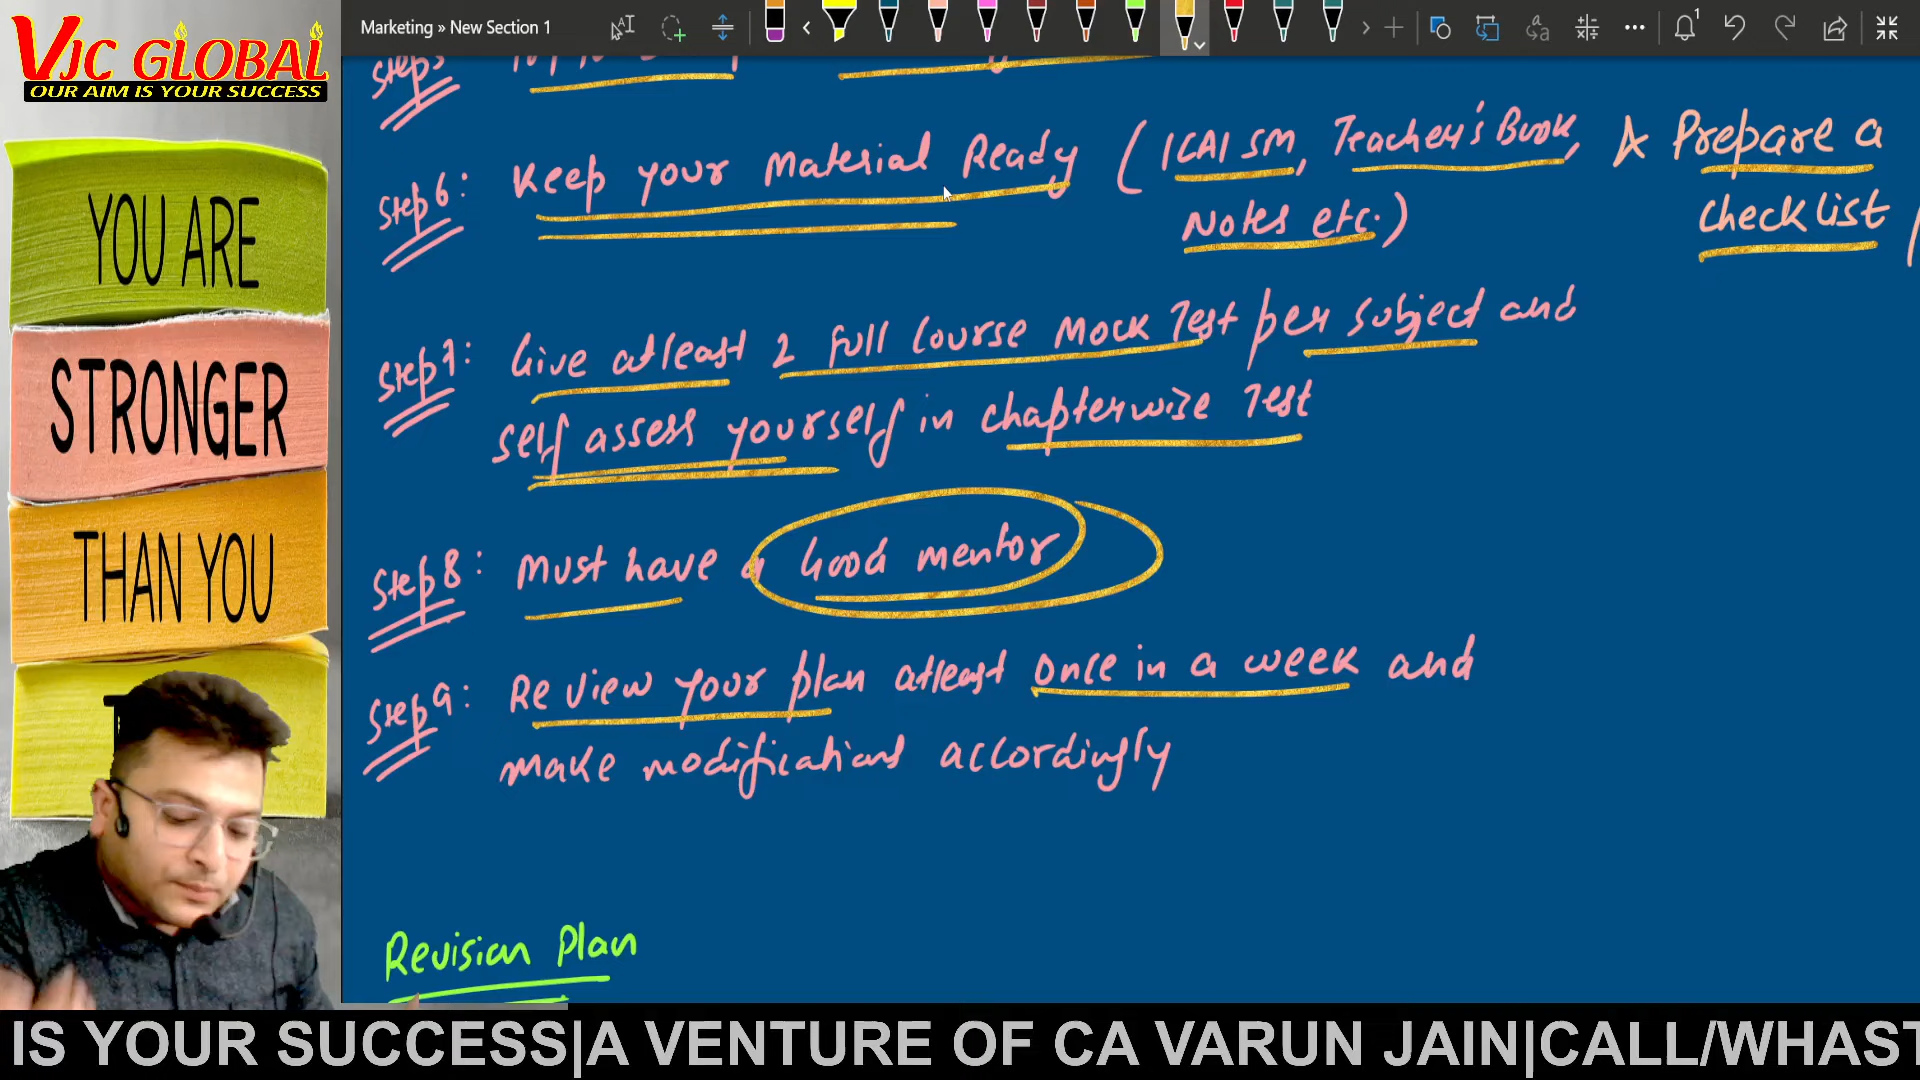 VJC GLOBAL
OUR AIM IS YOUR SUCCESS
Marketing » New Section 1
YOU ARE
STRONGER
THAN YOU
Step5
Step6: Keep your Material Ready (ICAI SM, Teacher's Book, Notes etc.)
A Prepare a
checklist
Step7: Give atleast 2 full Course Mock Test per subject and
self assess yourself in chapterwise Test
Step8: Must have a Good mentor
Step9: Review your plan atleast once in a week and
make modifications accordingly
Revision Plan
IS YOUR SUCCESS|A VENTURE OF CA VARUN JAIN|CALL/WHAST